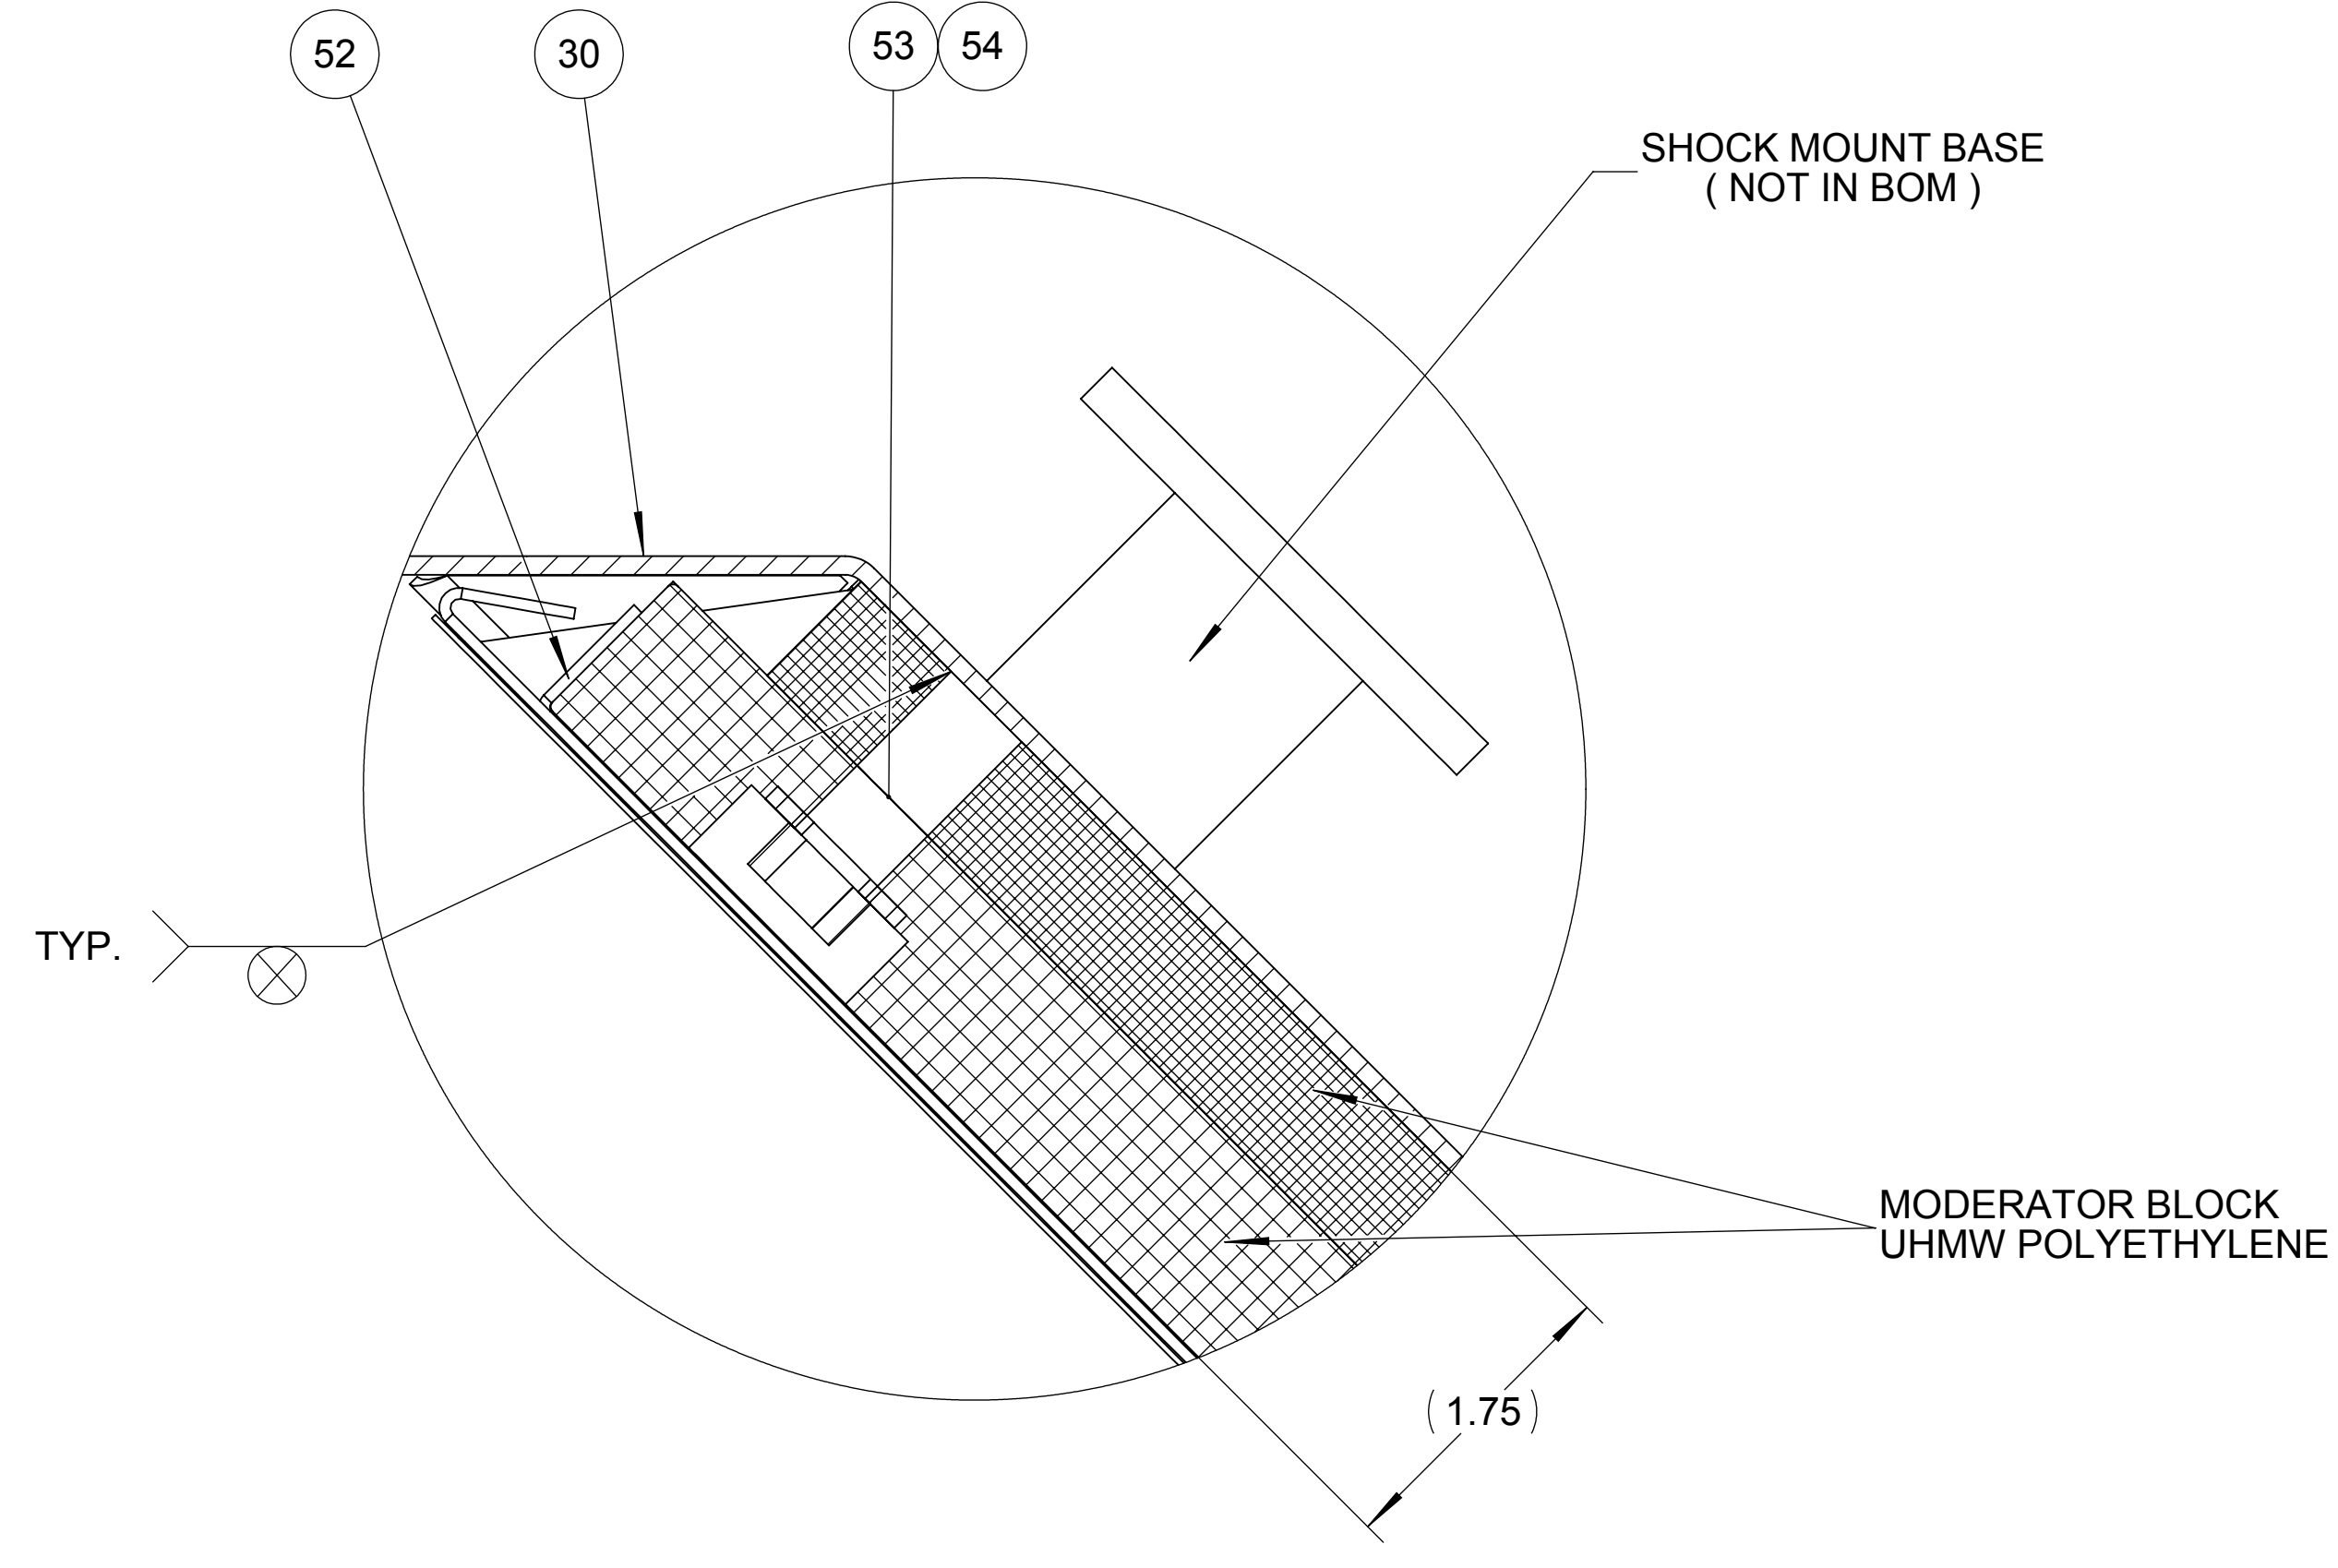 52
30
53 54
SHOCK MOUNT BASE
( NOT IN BOM )
TYP.
MODERATOR BLOCK
UHMW POLYETHYLENE
(1.75)